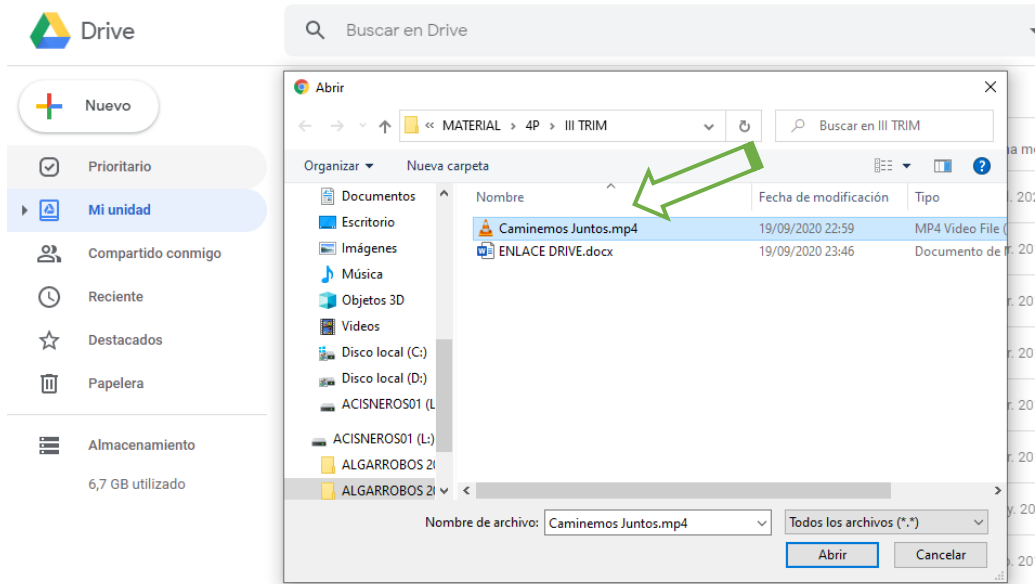 Drive
Buscar en Drive
Nuevo
Prioritario
Mi unidad
Compartido conmigo
Reciente
Destacados
Papelera
Almacenamiento
6,7 GB utilizado
Abrir
« MATERIAL › 4P › III TRIM
Buscar en III TRIM
Organizar
Nueva carpeta
?
Documentos
Escritorio
Imágenes
Música
Objetos 3D
Videos
Disco local (C:)
Disco local (D:)
ACISNEROS01 (L
ACISNEROS01 (L:)
ALGARROBOS 20
ALGARROBOS 20
Nombre Fecha de modificación Tipo
Caminemos Juntos.mp4 19/09/2020 22:59 MP4 Video File (
ENLACE DRIVE.docx 19/09/2020 23:46 Documento de
Nombre de archivo: Caminemos Juntos.mp4 Todos los archivos (*.*)
Abrir Cancelar